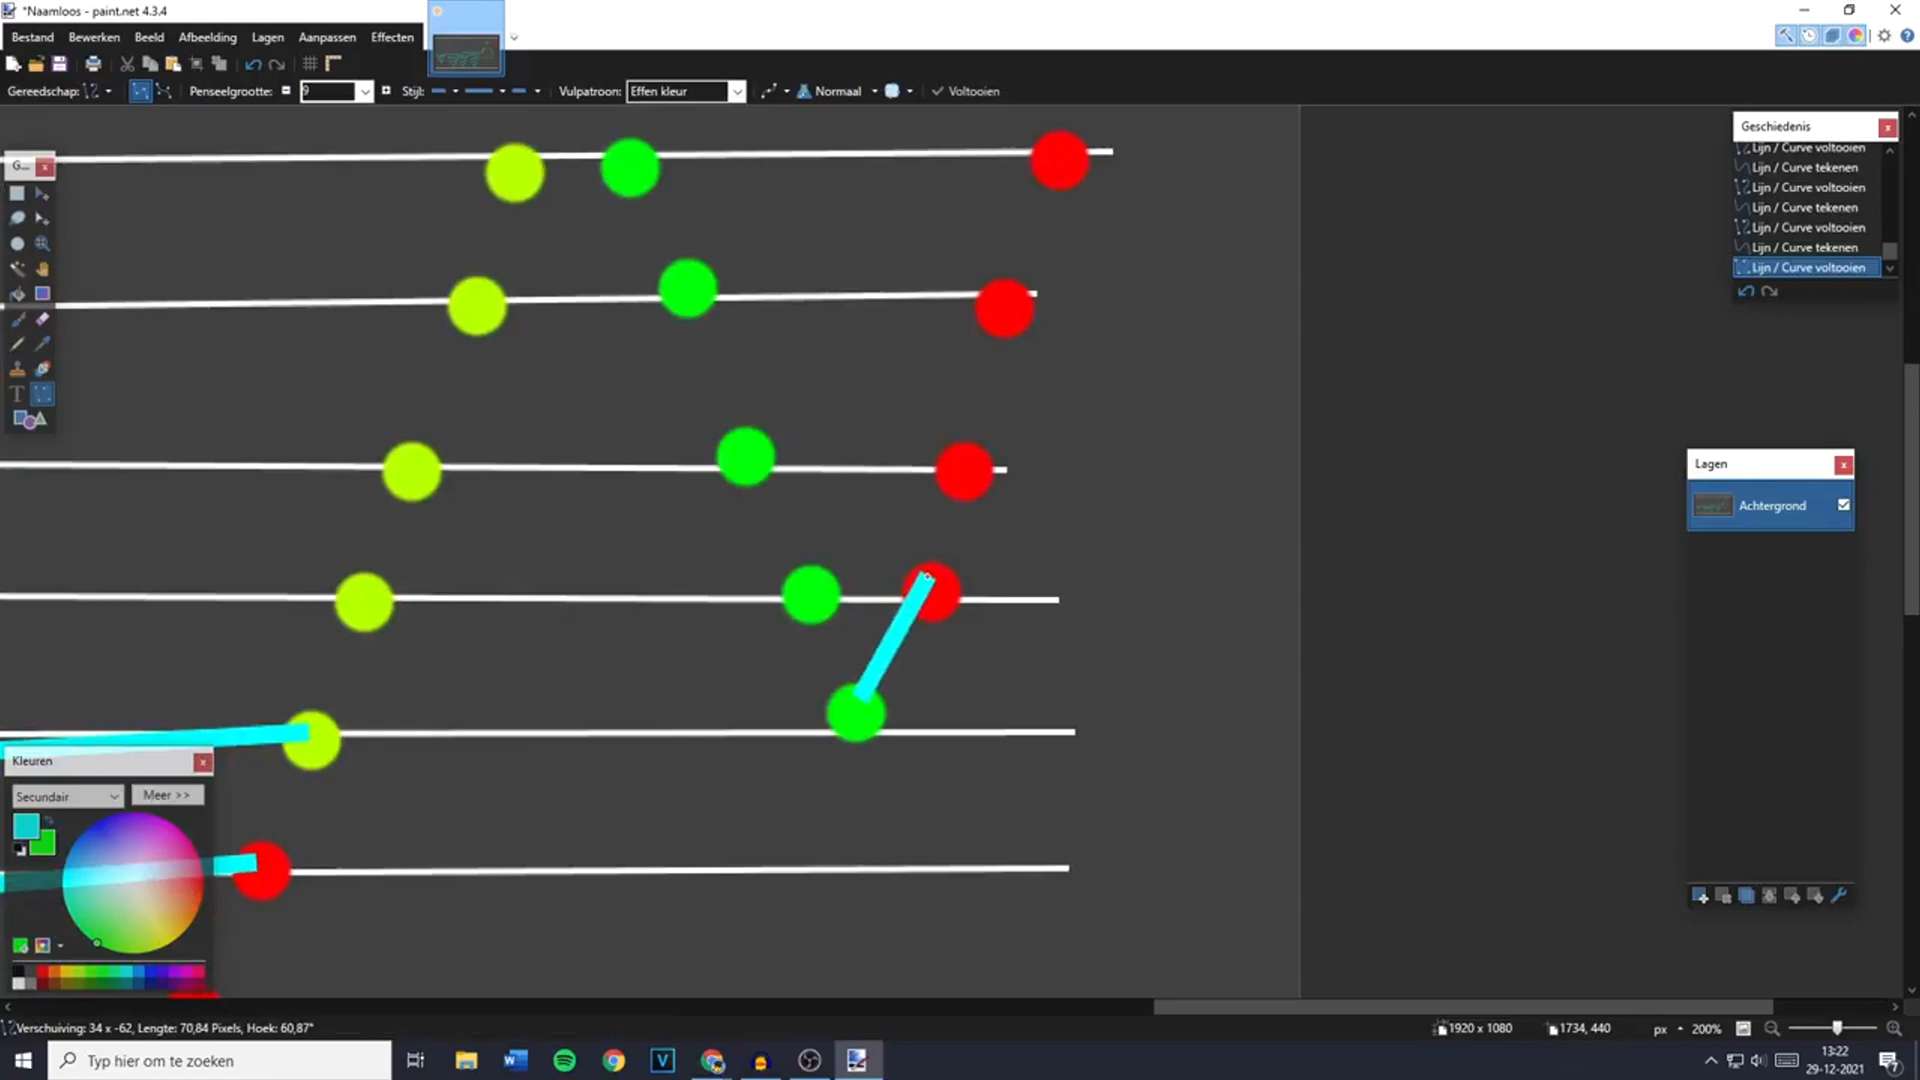 *Naamloos - paint.net 4.3.4
Bestand Bewerken Beeld Afbeelding Lagen Aanpassen Effecten
Gereedschap: Penseelgrootte: 9 Stijl: Vulpatroon: Effen kleur Normaal Voltooien
G...
Geschiedenis
Lijn / Curve voltooien
Lijn / Curve tekenen
Lijn / Curve voltooien
Lijn / Curve tekenen
Lijn / Curve voltooien
Lijn / Curve tekenen
Lijn / Curve voltooien
Lagen
Achtergrond
Kleuren
Secundair Meer >>
Verschuiving: 34 x -62, Lengte: 70,84 Pixels, Hoek: 60,87° 1920 x 1080 1734, 440 px 200%
Typ hier om te zoeken
13:22
29-12-2021
7